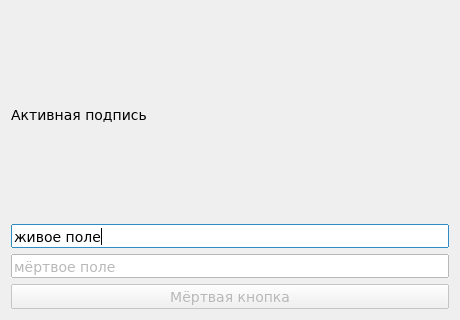 Активная подпись
живое поле
мёртвое поле
Мёртвая кнопка